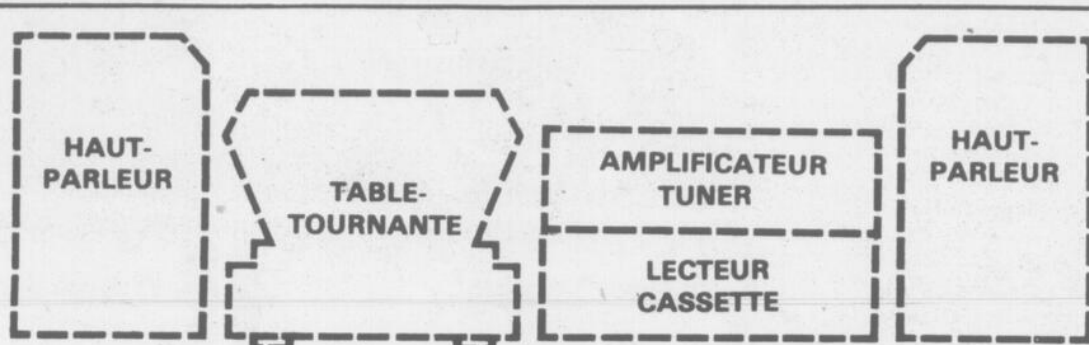 HAUT-
PARLEUR
TABLE-
TOURNANTE
AMPLIFICATEUR
TUNER
LECTEUR
CASSETTE
HAUT-
PARLEUR